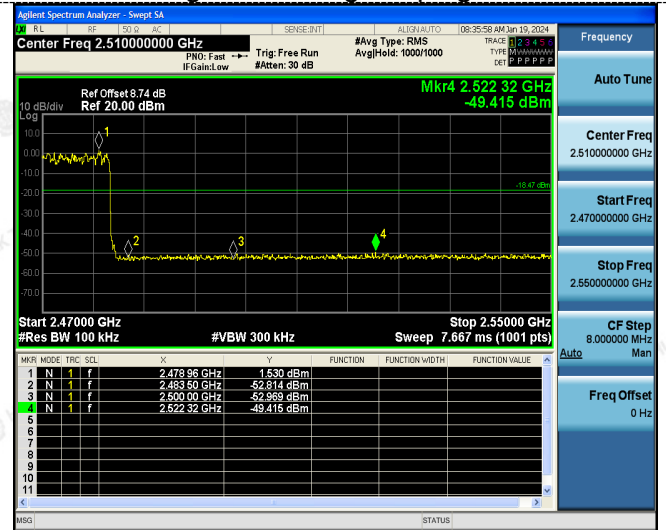 Agilent Spectrum Analyzer - Swept SA
LXI RL RF 50 Ω AC SENSE:INT ALIGNAUTO 08:35:58 AM Jan 19, 2024
Center Freq 2.510000000 GHz
PNO: Fast
IFGain:Low
Trig: Free Run
#Atten: 30 dB
#Avg Type: RMS
Avg|Hold: 1000/1000
TRACE 1 2 3 4 5 6
TYPE M
DET P P P P P P
Frequency
Auto Tune
Center Freq
2.510000000 GHz
Start Freq
2.470000000 GHz
Stop Freq
2.550000000 GHz
CF Step
8.000000 MHz
Auto Man
Freq Offset
0 Hz
Mkr4 2.522 32 GHz
-49.415 dBm
Ref Offset 8.74 dB
10 dB/div Ref 20.00 dBm
Log
10.0
0.00
-10.0
-20.0
-30.0
-40.0
-50.0
-60.0
-70.0
1
2
3
4
-18.47 dBm
Start 2.47000 GHz Stop 2.55000 GHz
#Res BW 100 kHz #VBW 300 kHz Sweep 7.667 ms (1001 pts)
MKR MODE TRC SCL X Y FUNCTION FUNCTION WIDTH FUNCTION VALUE
1 N 1 f 2.478 96 GHz 1.530 dBm
2 N 1 f 2.483 50 GHz -52.814 dBm
3 N 1 f 2.500 00 GHz -52.969 dBm
4 N 1 f 2.522 32 GHz -49.415 dBm
5
6
7
8
9
10
11
MSG STATUS